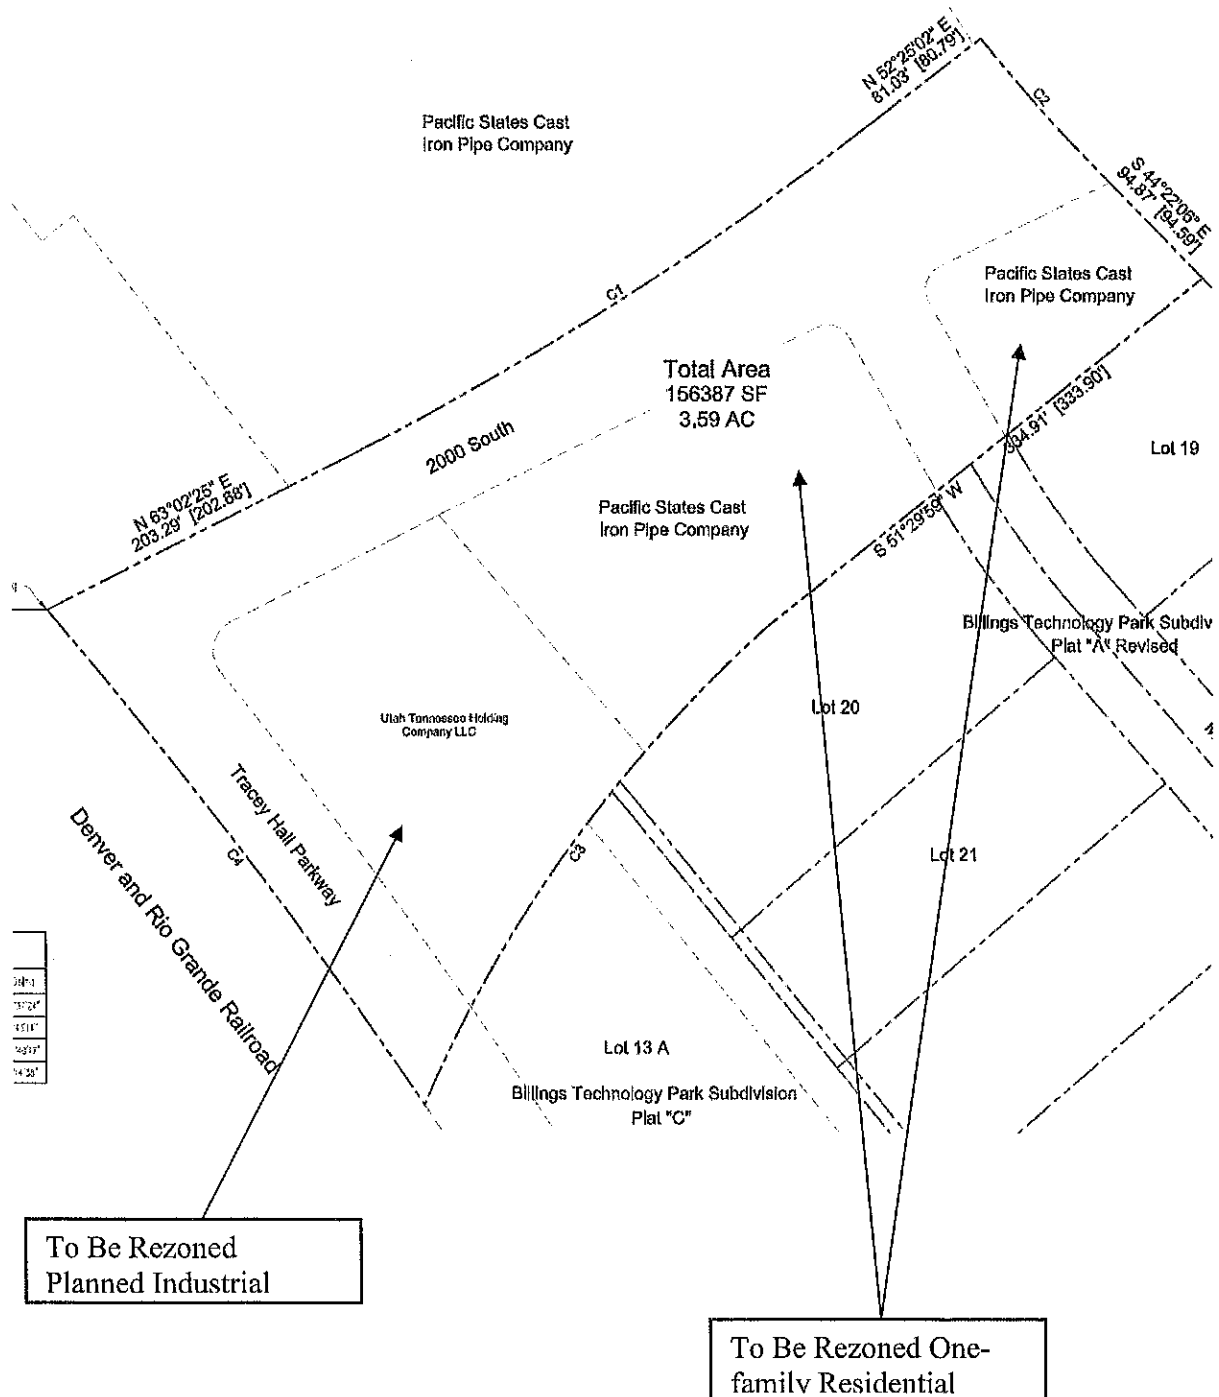 N 52°25'02" E
81.03' [80.79']
C2
Pacific States Cast
Iron Pipe Company
S 44°22'06" E
94.87' [94.59']
Pacific States Cast
Iron Pipe Company
C1
Total Area
156387 SF
3.59 AC
334.91' [333.90']
2000 South
Lot 19
N 63°02'25" E
203.29' [202.68']
Pacific States Cast
Iron Pipe Company
S 51°29'59" W
Billings Technology Park Subdiv
Plat "A" Revised
Utah Tennessee Holding
Company LLC
Lot 20
Tracey Hall Parkway
C4
C3
Lot 21
Denver and Rio Grande Railroad
Lot 13 A
Billings Technology Park Subdivision
Plat "C"
To Be Rezoned
Planned Industrial
To Be Rezoned One-
family Residential